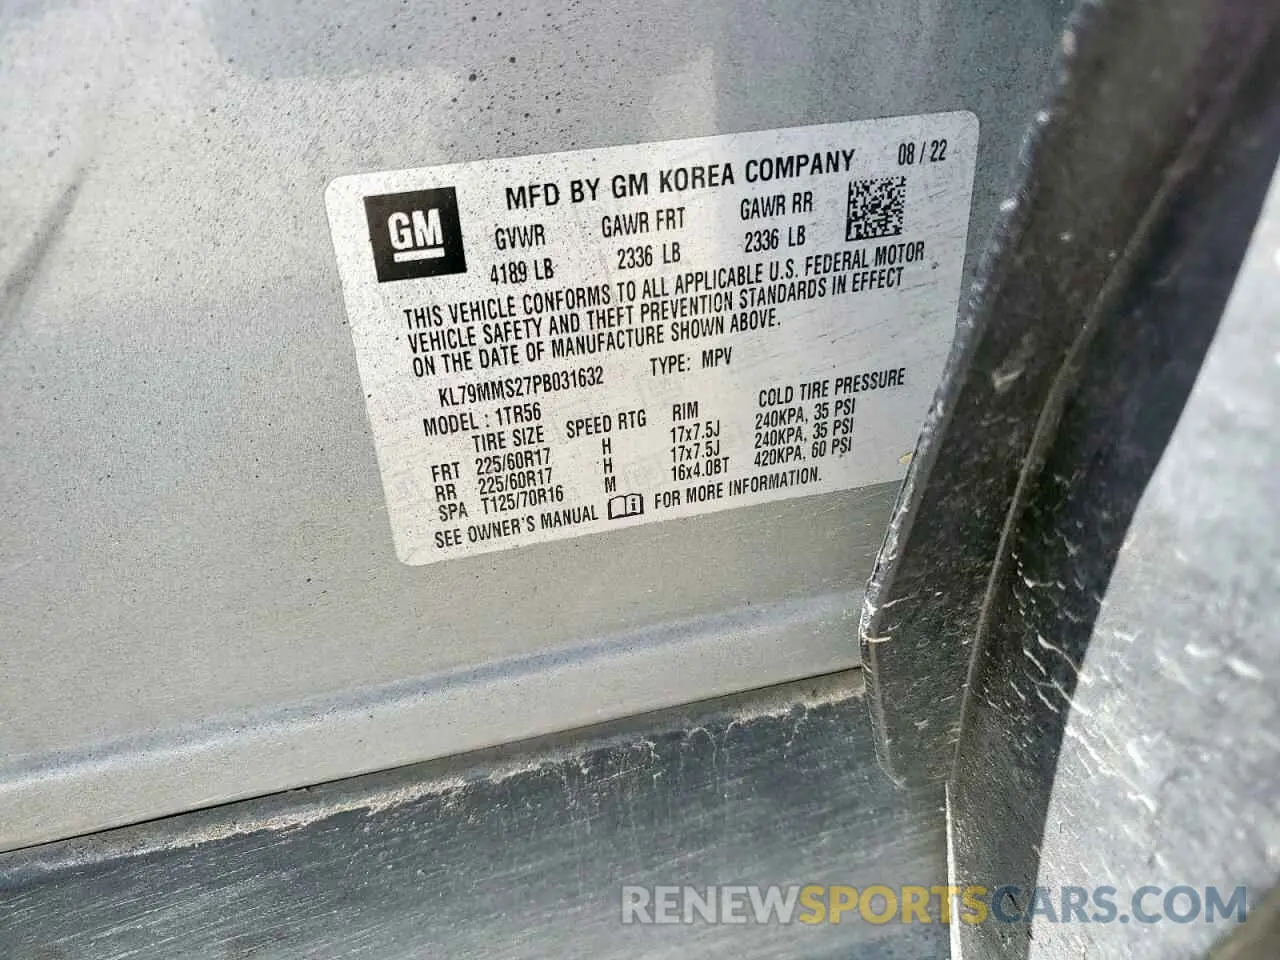 MFD BY GM KOREA COMPANY 08 / 22
GM
GVWR GAWR FRT GAWR RR
4189 LB 2336 LB 2336 LB
THIS VEHICLE CONFORMS TO ALL APPLICABLE U.S. FEDERAL MOTOR
VEHICLE SAFETY AND THEFT PREVENTION STANDARDS IN EFFECT
ON THE DATE OF MANUFACTURE SHOWN ABOVE.
KL79MMS27PB031632 TYPE: MPV
MODEL : 1TR56
TIRE SIZE SPEED RTG RIM COLD TIRE PRESSURE
FRT 225/60R17 H 17x7.5J 240KPA, 35 PSI
RR 225/60R17 H 17x7.5J 240KPA, 35 PSI
SPA T125/70R16 M 16x4.0BT 420KPA, 60 PSI
SEE OWNER'S MANUAL i FOR MORE INFORMATION.
RENEWSPORTSCARS.COM